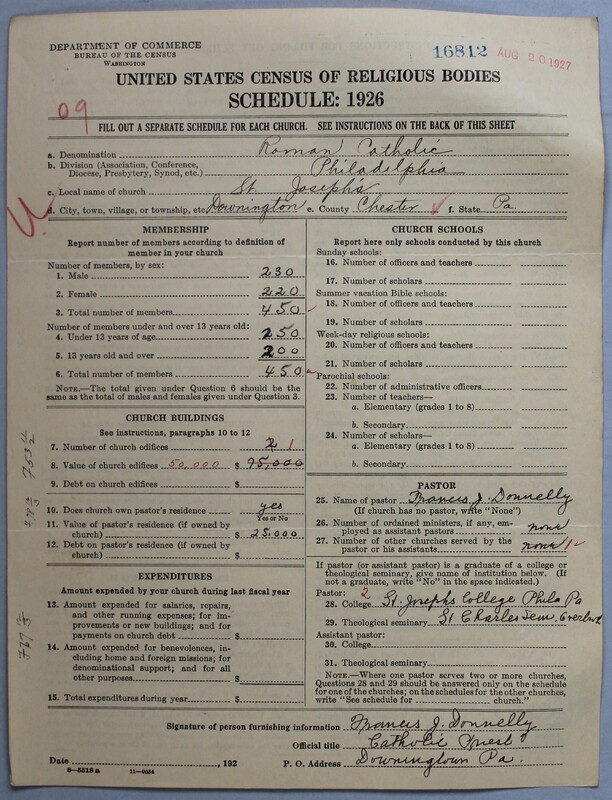 DEPARTMENT OF COMMERCE
BUREAU OF THE CENSUS
WASHINGTON
16812 AUG 20 1927
UNITED STATES CENSUS OF RELIGIOUS BODIES
SCHEDULE: 1926
09
FILL OUT A SEPARATE SCHEDULE FOR EACH CHURCH. SEE INSTRUCTIONS ON THE BACK OF THIS SHEET
a. Denomination Roman Catholic
b. Division (Association, Conference,
Diocese, Presbytery, Synod, etc.) Philadelphia
c. Local name of church St. Joseph's
d. City, town, village, or township, etc. Downington e. County Chester f. State Pa.
MEMBERSHIP
Report number of members according to definition of
member in your church
Number of members, by sex:
1. Male 230
2. Female 220
3. Total number of members 450
Number of members under and over 13 years old:
4. Under 13 years of age 250
5. 13 years old and over 200
6. Total number of members 450
NOTE.—The total given under Question 6 should be the
same as the total of males and females given under Question 3.
CHURCH BUILDINGS
See instructions, paragraphs 10 to 12
7. Number of church edifices 2 1
8. Value of church edifices 50,000 $ 75,000
9. Debt on church edifices $
10. Does church own pastor's residence yes
Yes or No
11. Value of pastor's residence (if owned by
church) $ 25,000
12. Debt on pastor's residence (if owned by
church) $
EXPENDITURES
Amount expended by your church during last fiscal year
13. Amount expended for salaries, repairs,
and other running expenses; for im-
provements or new buildings; and for
payments on church debt $
14. Amount expended for benevolences, in-
cluding home and foreign missions; for
denominational support; and for all
other purposes $
15. Total expenditures during year $
CHURCH SCHOOLS
Report here only schools conducted by this church
Sunday schools:
16. Number of officers and teachers
17. Number of scholars
Summer vacation Bible schools:
18. Number of officers and teachers
19. Number of scholars
Week-day religious schools:
20. Number of officers and teachers
21. Number of scholars
Parochial schools:
22. Number of administrative officers
23. Number of teachers—
a. Elementary (grades 1 to 8)
b. Secondary
24. Number of scholars—
a. Elementary (grades 1 to 8)
b. Secondary
PASTOR
25. Name of pastor Francis J. Donnelly
(If church has no pastor, write "None")
26. Number of ordained ministers, if any, em-
ployed as assistant pastors none
27. Number of other churches served by the
pastor or his assistants none 1
If pastor (or assistant pastor) is a graduate of a college or
theological seminary, give name of institution below. (If
not a graduate, write "No" in the space indicated.)
Pastor: 2
28. College St. Josephs College Phila Pa
29. Theological seminary St Charles Sem. Overbrook
Assistant pastor:
30. College
31. Theological seminary
NOTE.—Where one pastor serves two or more churches,
Questions 28 and 29 should be answered only on the schedule
for one of the churches; on the schedules for the other churches,
write "See schedule for church."
Signature of person furnishing information Francis J. Donnelly
Official title Catholic Priest
Date , 192 P. O. Address Downingtown Pa.
8—5518a 11—9054